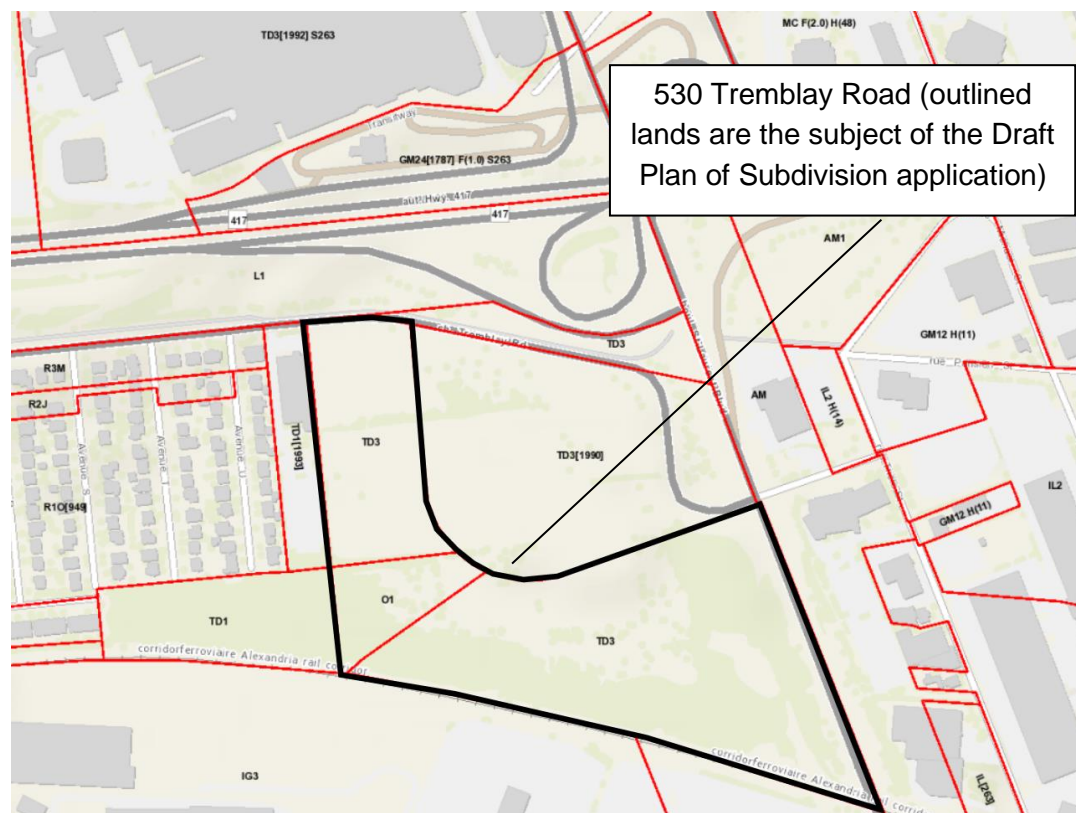 TD3[1992] S263
MC F(2.0) H(48)
530 Tremblay Road (outlined
lands are the subject of the Draft
Plan of Subdivision application)
Transitway
GM24[1787] F(1.0) S263
417
417
AM1
L1
TD3
GM12 H(11)
R3M
R2J
AM
IL2 H(14)
TD3
TD3[1990]
TD1[1993]
Avenue S
Avenue U
R1O[949]
IL2
GM12 H(11)
O1
TD1
TD3
corridorferroviaire Alexandria rail corridor
IG3
corridorferroviaire Alexandria
IL[263]